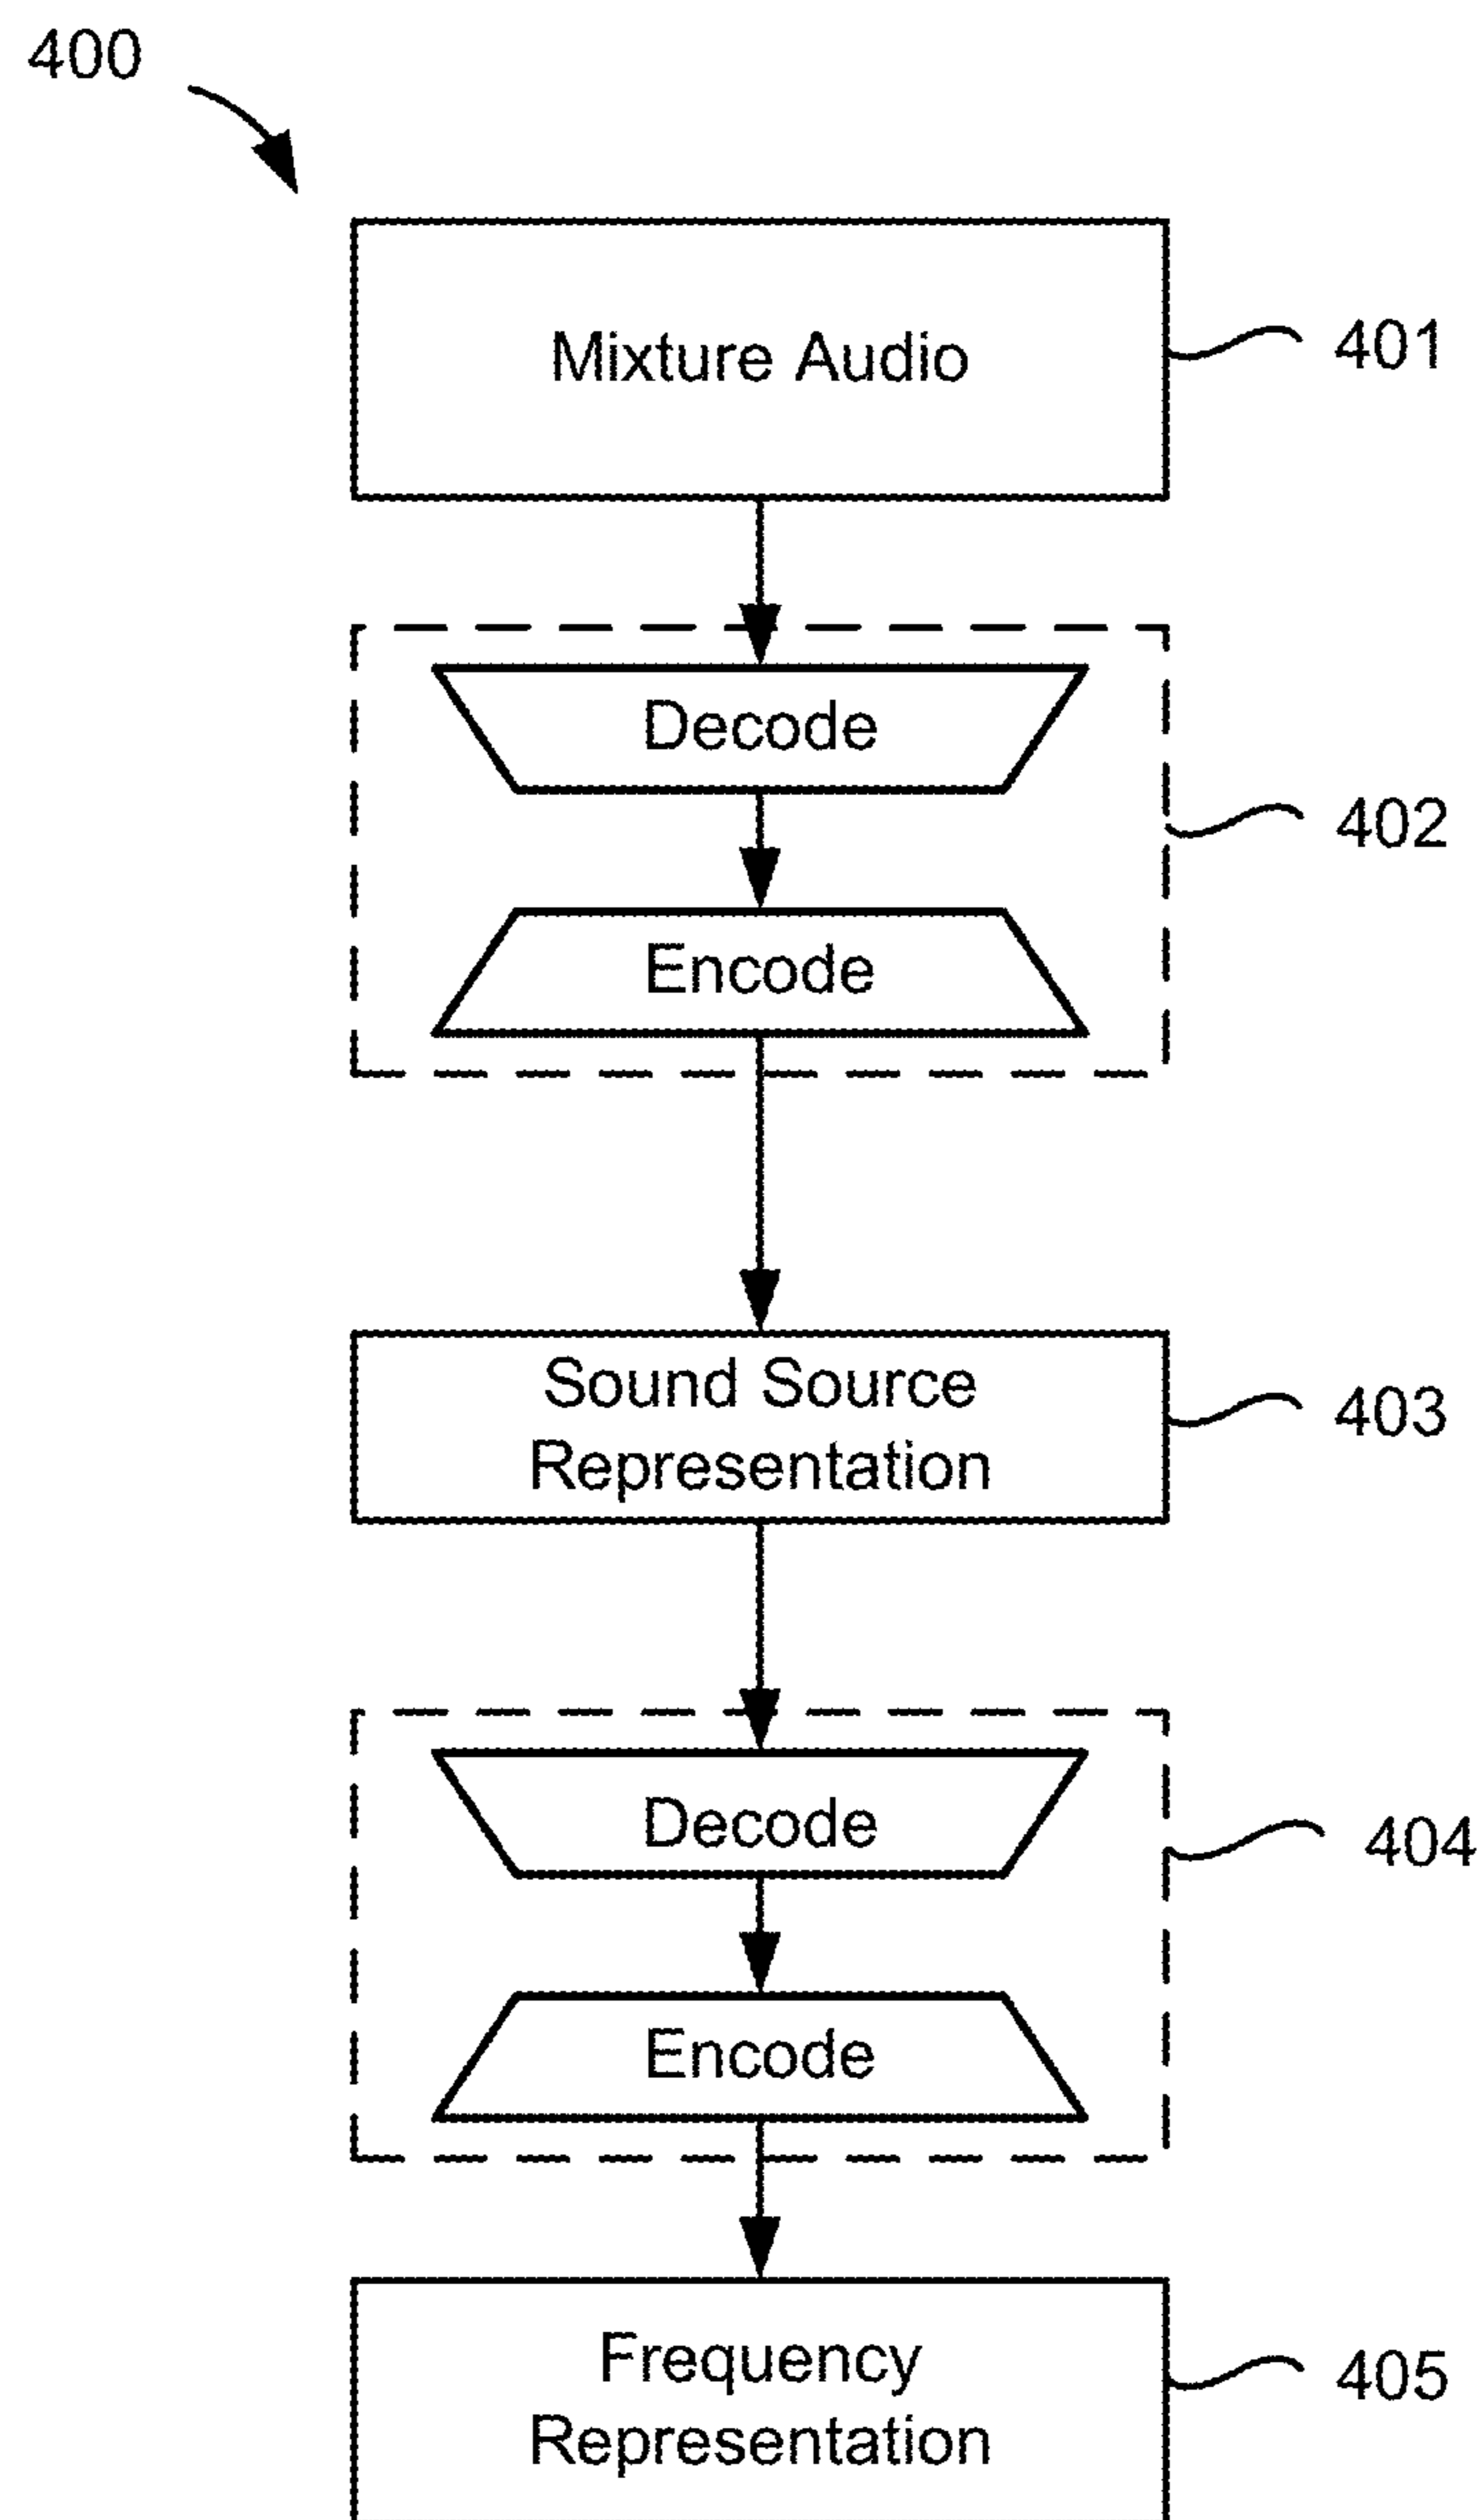 400
Mixture Audio
401
Decode
402
Encode
Sound Source
Representation
403
Decode
404
Encode
Frequency
Representation
405